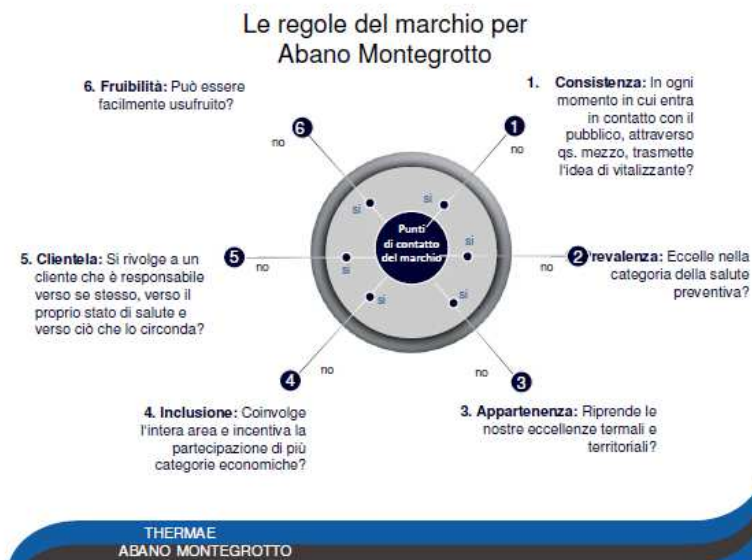 Le regole del marchio per
Abano Montegrotto
6. Fruibilità: Può essere
facilmente usufruito?
1. Consistenza: In ogni
momento in cui entra
in contatto con il
pubblico, attraverso
qs. mezzo, trasmette
l'idea di vitalizzante?
6
1
no
no
si
si
Punti
di contatto
del marchio
5. Clientela: Si rivolge a un
cliente che è responsabile
verso se stesso, verso il
proprio stato di salute e
verso ciò che lo circonda?
5
no
si
si
no
2
Prevalenza: Eccelle nella
categoria della salute
preventiva?
si
si
no
no
4
3
4. Inclusione: Coinvolge
l'intera area e incentiva la
partecipazione di più
categorie economiche?
3. Appartenenza: Riprende le
nostre eccellenze termali e
territoriali?
THERMAE
ABANO MONTEGROTTO